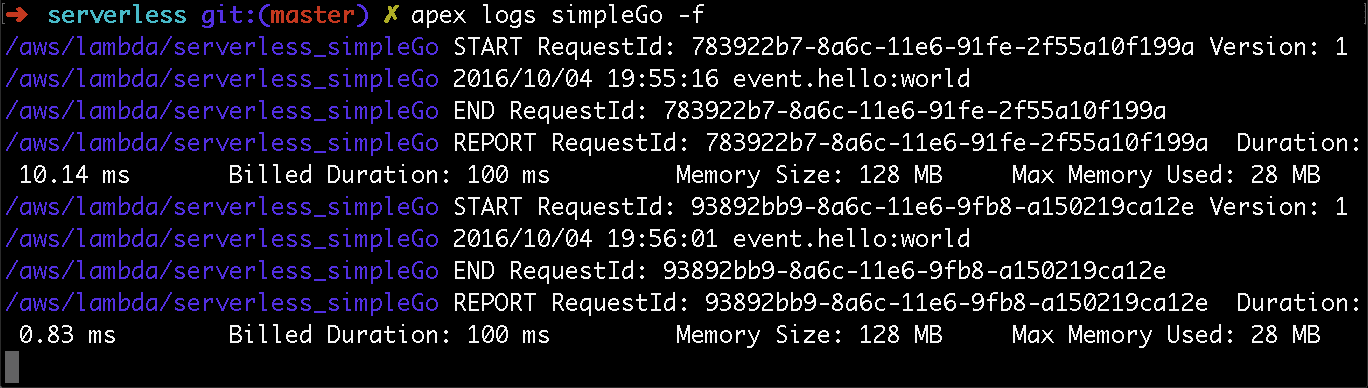 ➜ serverless git:(master) ✗ apex logs simpleGo -f
/aws/lambda/serverless_simpleGo START RequestId: 783922b7-8a6c-11e6-91fe-2f55a10f199a Version: 1
/aws/lambda/serverless_simpleGo 2016/10/04 19:55:16 event.hello:world
/aws/lambda/serverless_simpleGo END RequestId: 783922b7-8a6c-11e6-91fe-2f55a10f199a
/aws/lambda/serverless_simpleGo REPORT RequestId: 783922b7-8a6c-11e6-91fe-2f55a10f199a Duration:
10.14 ms Billed Duration: 100 ms Memory Size: 128 MB Max Memory Used: 28 MB
/aws/lambda/serverless_simpleGo START RequestId: 93892bb9-8a6c-11e6-9fb8-a150219ca12e Version: 1
/aws/lambda/serverless_simpleGo 2016/10/04 19:56:01 event.hello:world
/aws/lambda/serverless_simpleGo END RequestId: 93892bb9-8a6c-11e6-9fb8-a150219ca12e
/aws/lambda/serverless_simpleGo REPORT RequestId: 93892bb9-8a6c-11e6-9fb8-a150219ca12e Duration:
0.83 ms Billed Duration: 100 ms Memory Size: 128 MB Max Memory Used: 28 MB